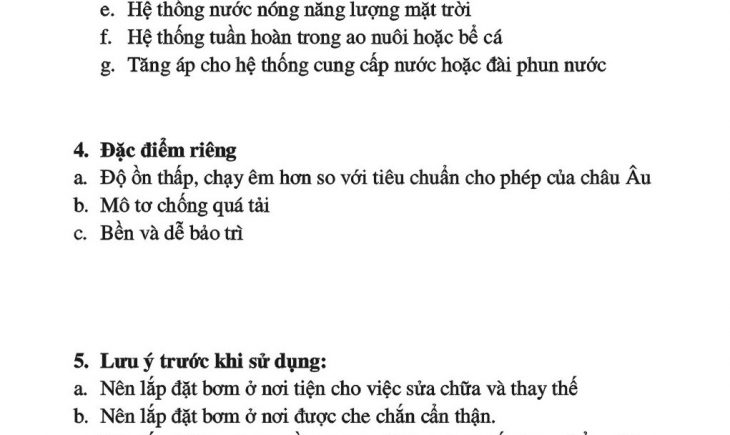 e. Hệ thống nước nóng năng lượng mặt trời
f. Hệ thống tuần hoàn trong ao nuôi hoặc bể cá
g. Tăng áp cho hệ thống cung cấp nước hoặc đài phun nước
4. Đặc điểm riêng
a. Độ ồn thấp, chạy êm hơn so với tiêu chuẩn cho phép của châu Âu
b. Mô tơ chống quá tải
c. Bền và dễ bảo trì
5. Lưu ý trước khi sử dụng:
a. Nên lắp đặt bơm ở nơi tiện cho việc sửa chữa và thay thế
b. Nên lắp đặt bơm ở nơi được che chắn cẩn thận.